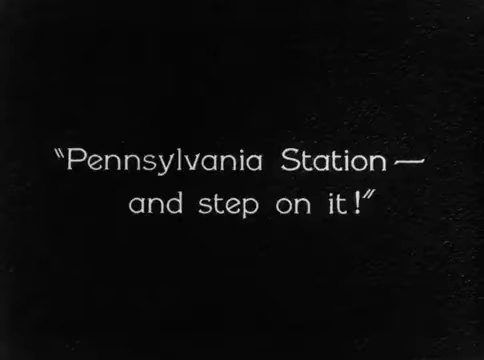 "Pennsylvania Station—
and step on it!"